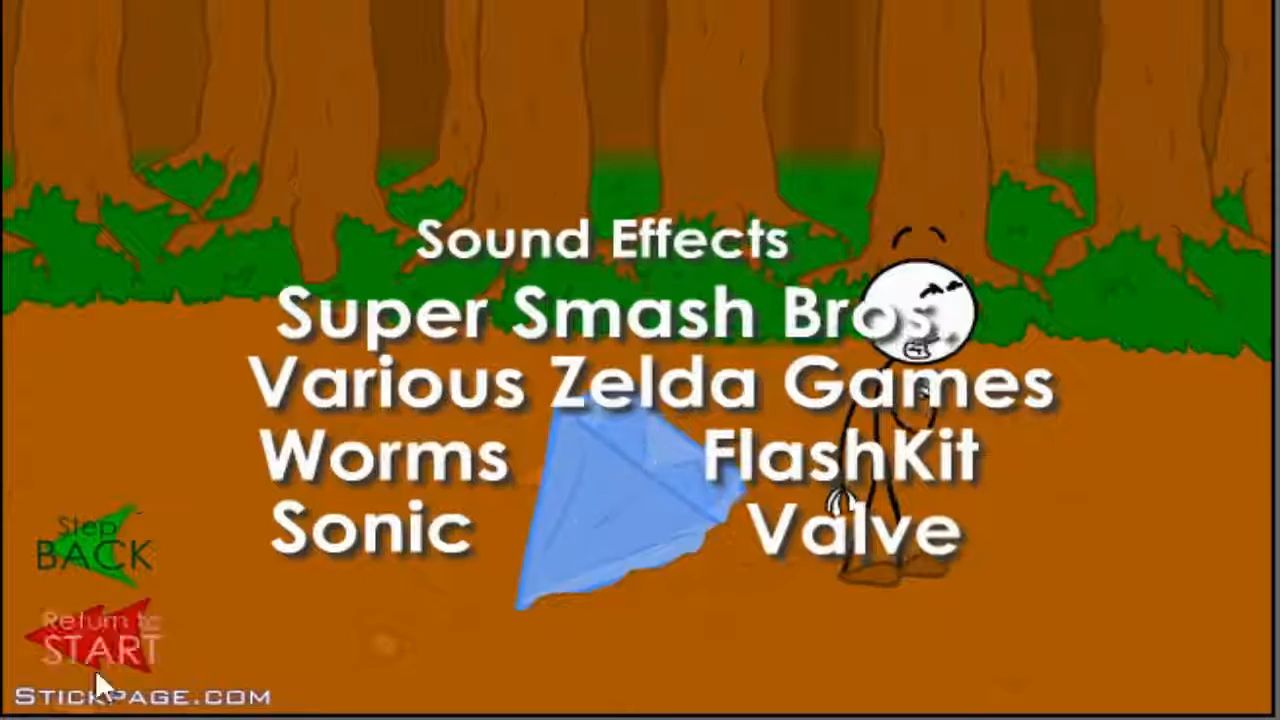 Sound Effects
Super Smash Bros.
Various Zelda Games
Worms FlashKit
Sonic Valve
Step
BACK
Return to
START
STICKPAGE.COM